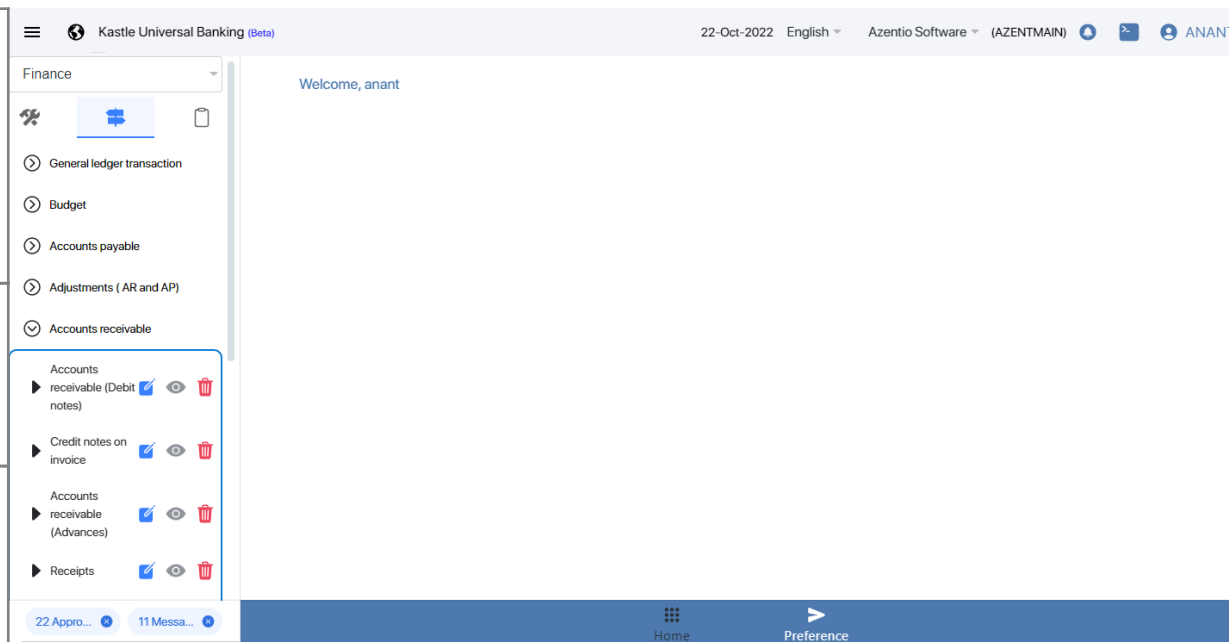 Kastle Universal Banking (Beta)
22-Oct-2022 English Azentio Software (AZENTMAIN) ANANT
Finance
Welcome, anant
General ledger transaction
Budget
Accounts payable
Adjustments ( AR and AP)
Accounts receivable
Accounts
receivable (Debit
notes)
Credit notes on
invoice
Accounts
receivable
(Advances)
Receipts
22 Appro...
11 Messa...
Home
Preference